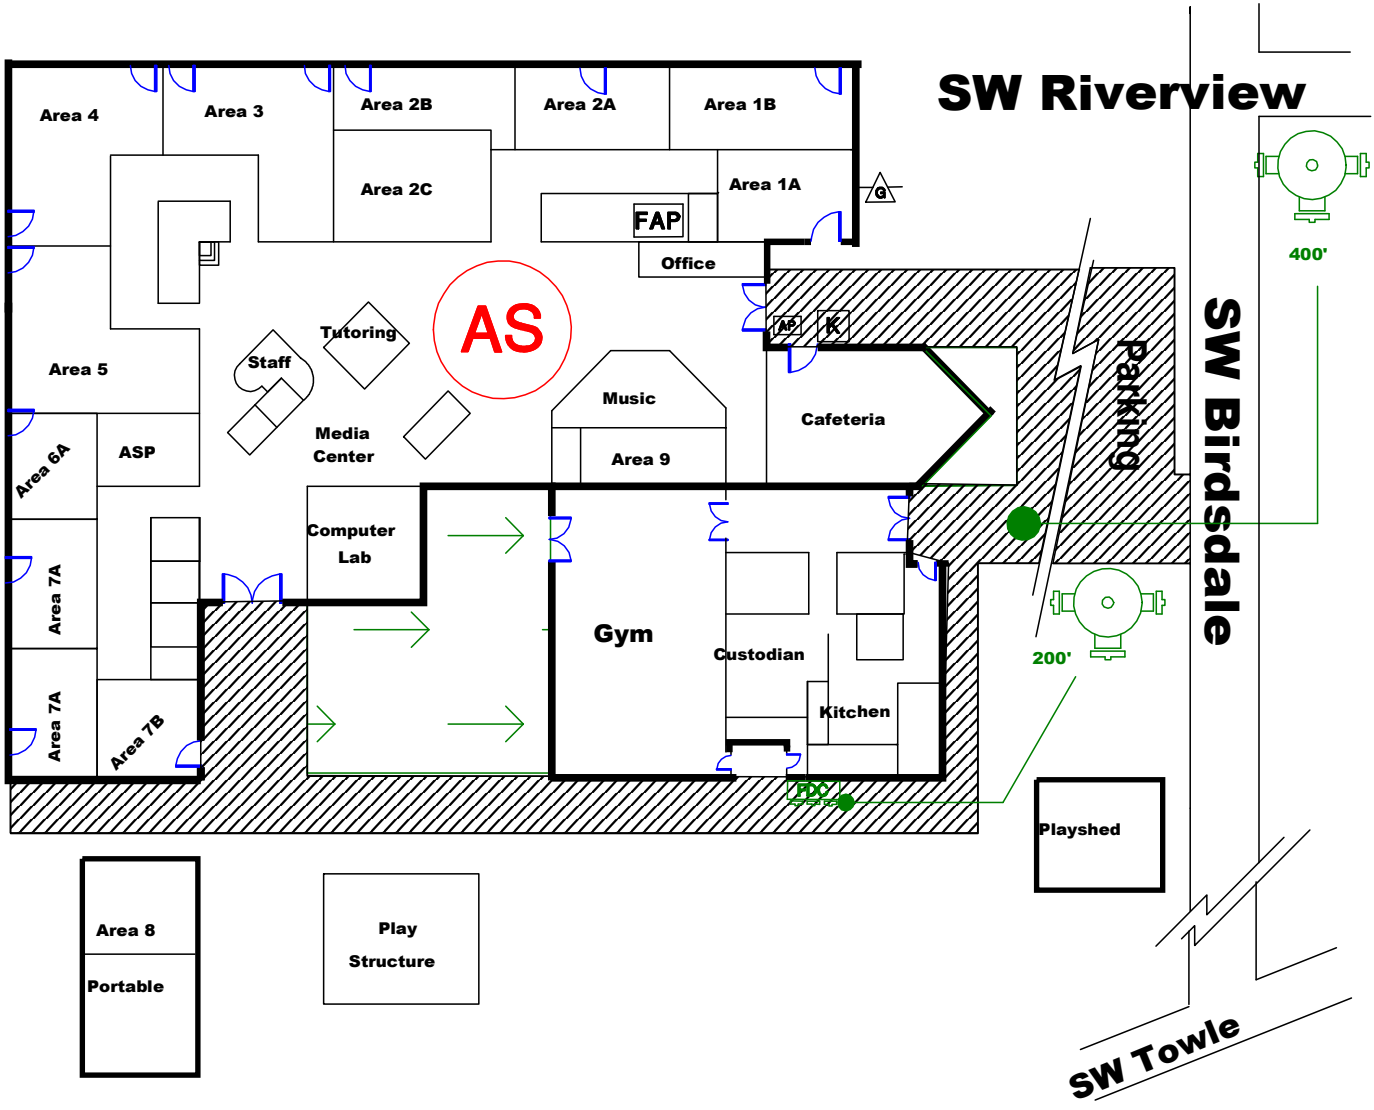 SW Riverview
Area 4
Area 3
Area 2B
Area 2A
Area 1B
Area 2C
Area 1A
G
FAP
Office
400'
AS
AP
K
Tutoring
Staff
Area 5
Parking
SW Birdsdale
Music
Cafeteria
Media
Center
ASP
Area 6A
Area 9
Computer
Lab
Area 7A
Gym
Custodian
200'
Area 7A
Area 7B
Kitchen
FDC
Playshed
Area 8
Portable
Play
Structure
SW Towle